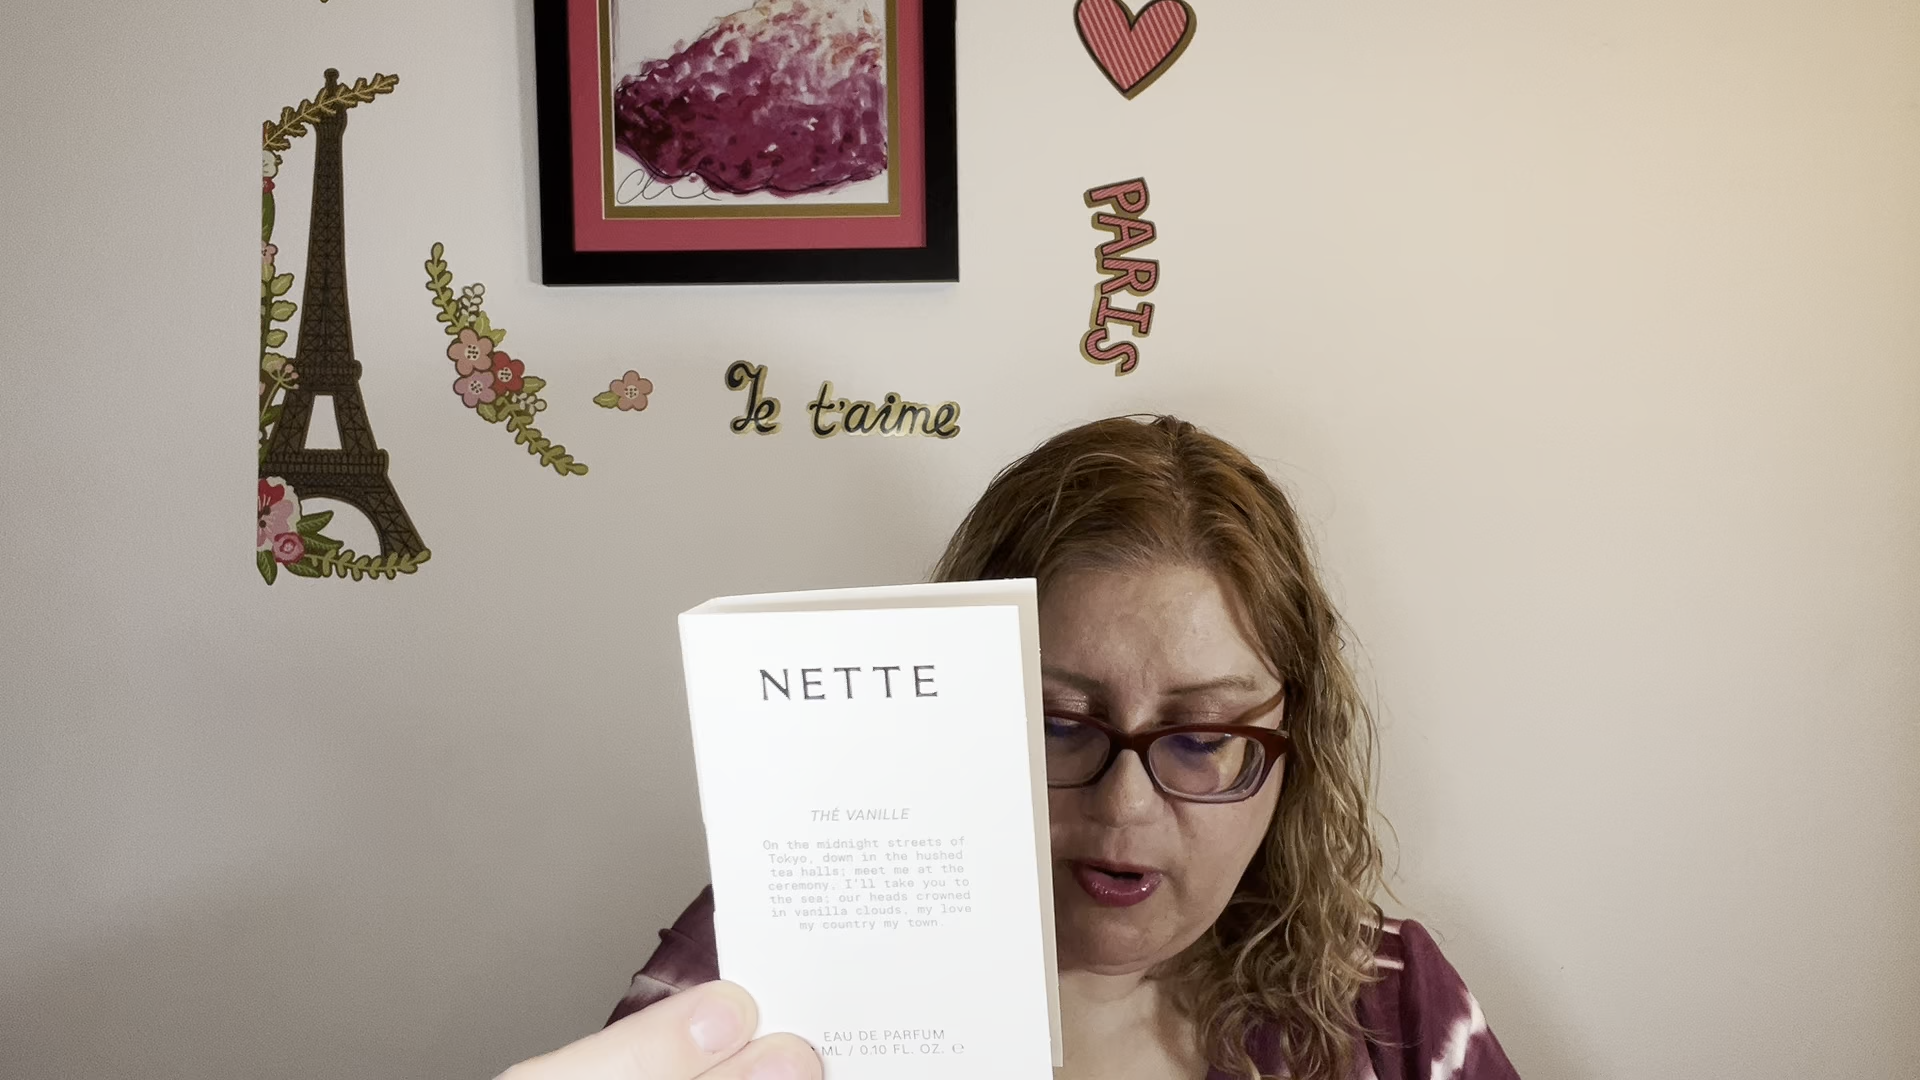 PARIS
Je t'aime
NETTE
THÉ VANILLE
On the midnight streets of
Tokyo, down in the hushed
tea halls; meet me at the
ceremony. I'll take you to
the sea; our heads crowned
in vanilla clouds, my love
my country my town.
EAU DE PARFUM
ML / 0.10 FL. OZ. ℮